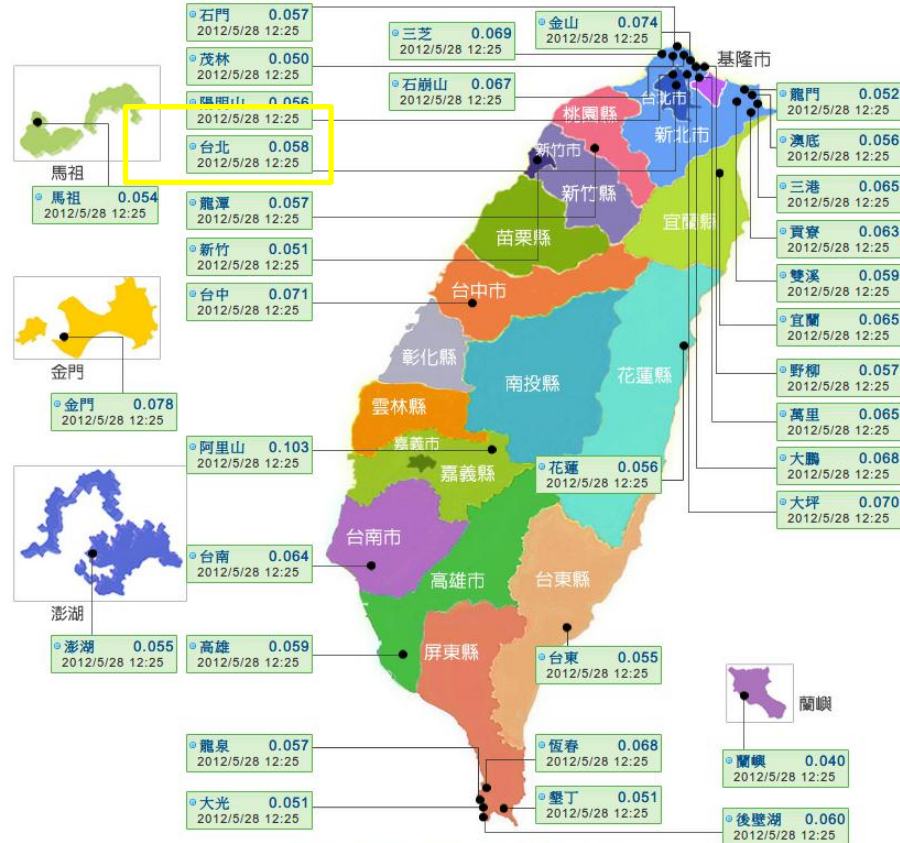 石門 0.057
2012/5/28 12:25
茂林 0.050
2012/5/28 12:25
陽明山 0.056
2012/5/28 12:25
台北 0.058
2012/5/28 12:25
龍潭 0.057
2012/5/28 12:25
新竹 0.051
2012/5/28 12:25
台中 0.071
2012/5/28 12:25
三芝 0.069
2012/5/28 12:25
石崩山 0.067
2012/5/28 12:25
金山 0.074
2012/5/28 12:25
基隆市
台北市
新北市
桃園縣
新竹市
新竹縣
苗栗縣
宜蘭縣
台中市
彰化縣
南投縣
花蓮縣
雲林縣
嘉義市
嘉義縣
台南市
高雄市
台東縣
屏東縣
馬祖
馬祖 0.054
2012/5/28 12:25
金門
金門 0.078
2012/5/28 12:25
澎湖
澎湖 0.055
2012/5/28 12:25
阿里山 0.103
2012/5/28 12:25
台南 0.064
2012/5/28 12:25
高雄 0.059
2012/5/28 12:25
龍泉 0.057
2012/5/28 12:25
大光 0.051
2012/5/28 12:25
龍門 0.052
2012/5/28 12:25
澳底 0.056
2012/5/28 12:25
三港 0.065
2012/5/28 12:25
貢寮 0.063
2012/5/28 12:25
雙溪 0.059
2012/5/28 12:25
宜蘭 0.065
2012/5/28 12:25
野柳 0.057
2012/5/28 12:25
萬里 0.065
2012/5/28 12:25
大鵬 0.068
2012/5/28 12:25
大坪 0.070
2012/5/28 12:25
花蓮 0.056
2012/5/28 12:25
台東 0.055
2012/5/28 12:25
恆春 0.068
2012/5/28 12:25
墾丁 0.051
2012/5/28 12:25
蘭嶼
蘭嶼 0.040
2012/5/28 12:25
後壁湖 0.060
2012/5/28 12:25